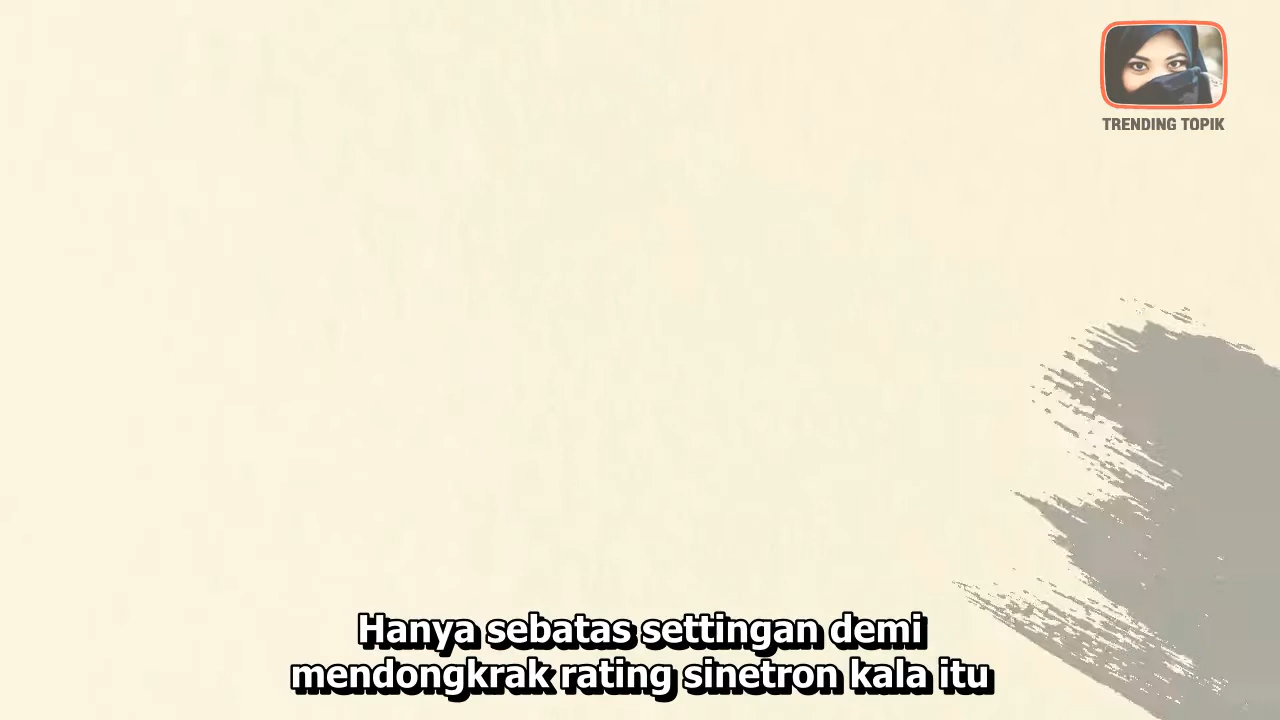 TRENDING TOPIK
Hanya sebatas settingan demi
mendongkrak rating sinetron kala itu